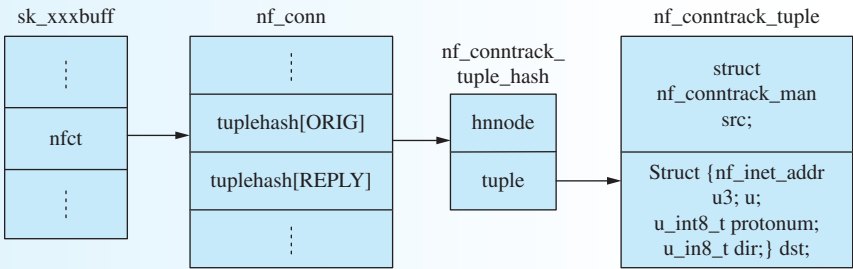 sk_xxxbuff
nfct
nf_conn
tuplehash[ORIG]
tuplehash[REPLY]
nf_conntrack_
tuple_hash
hnnode
tuple
nf_conntrack_tuple
struct
nf_conntrack_man
src;
Struct {nf_inet_addr
u3; u;
u_int8_t protonum;
u_in8_t dir;} dst;